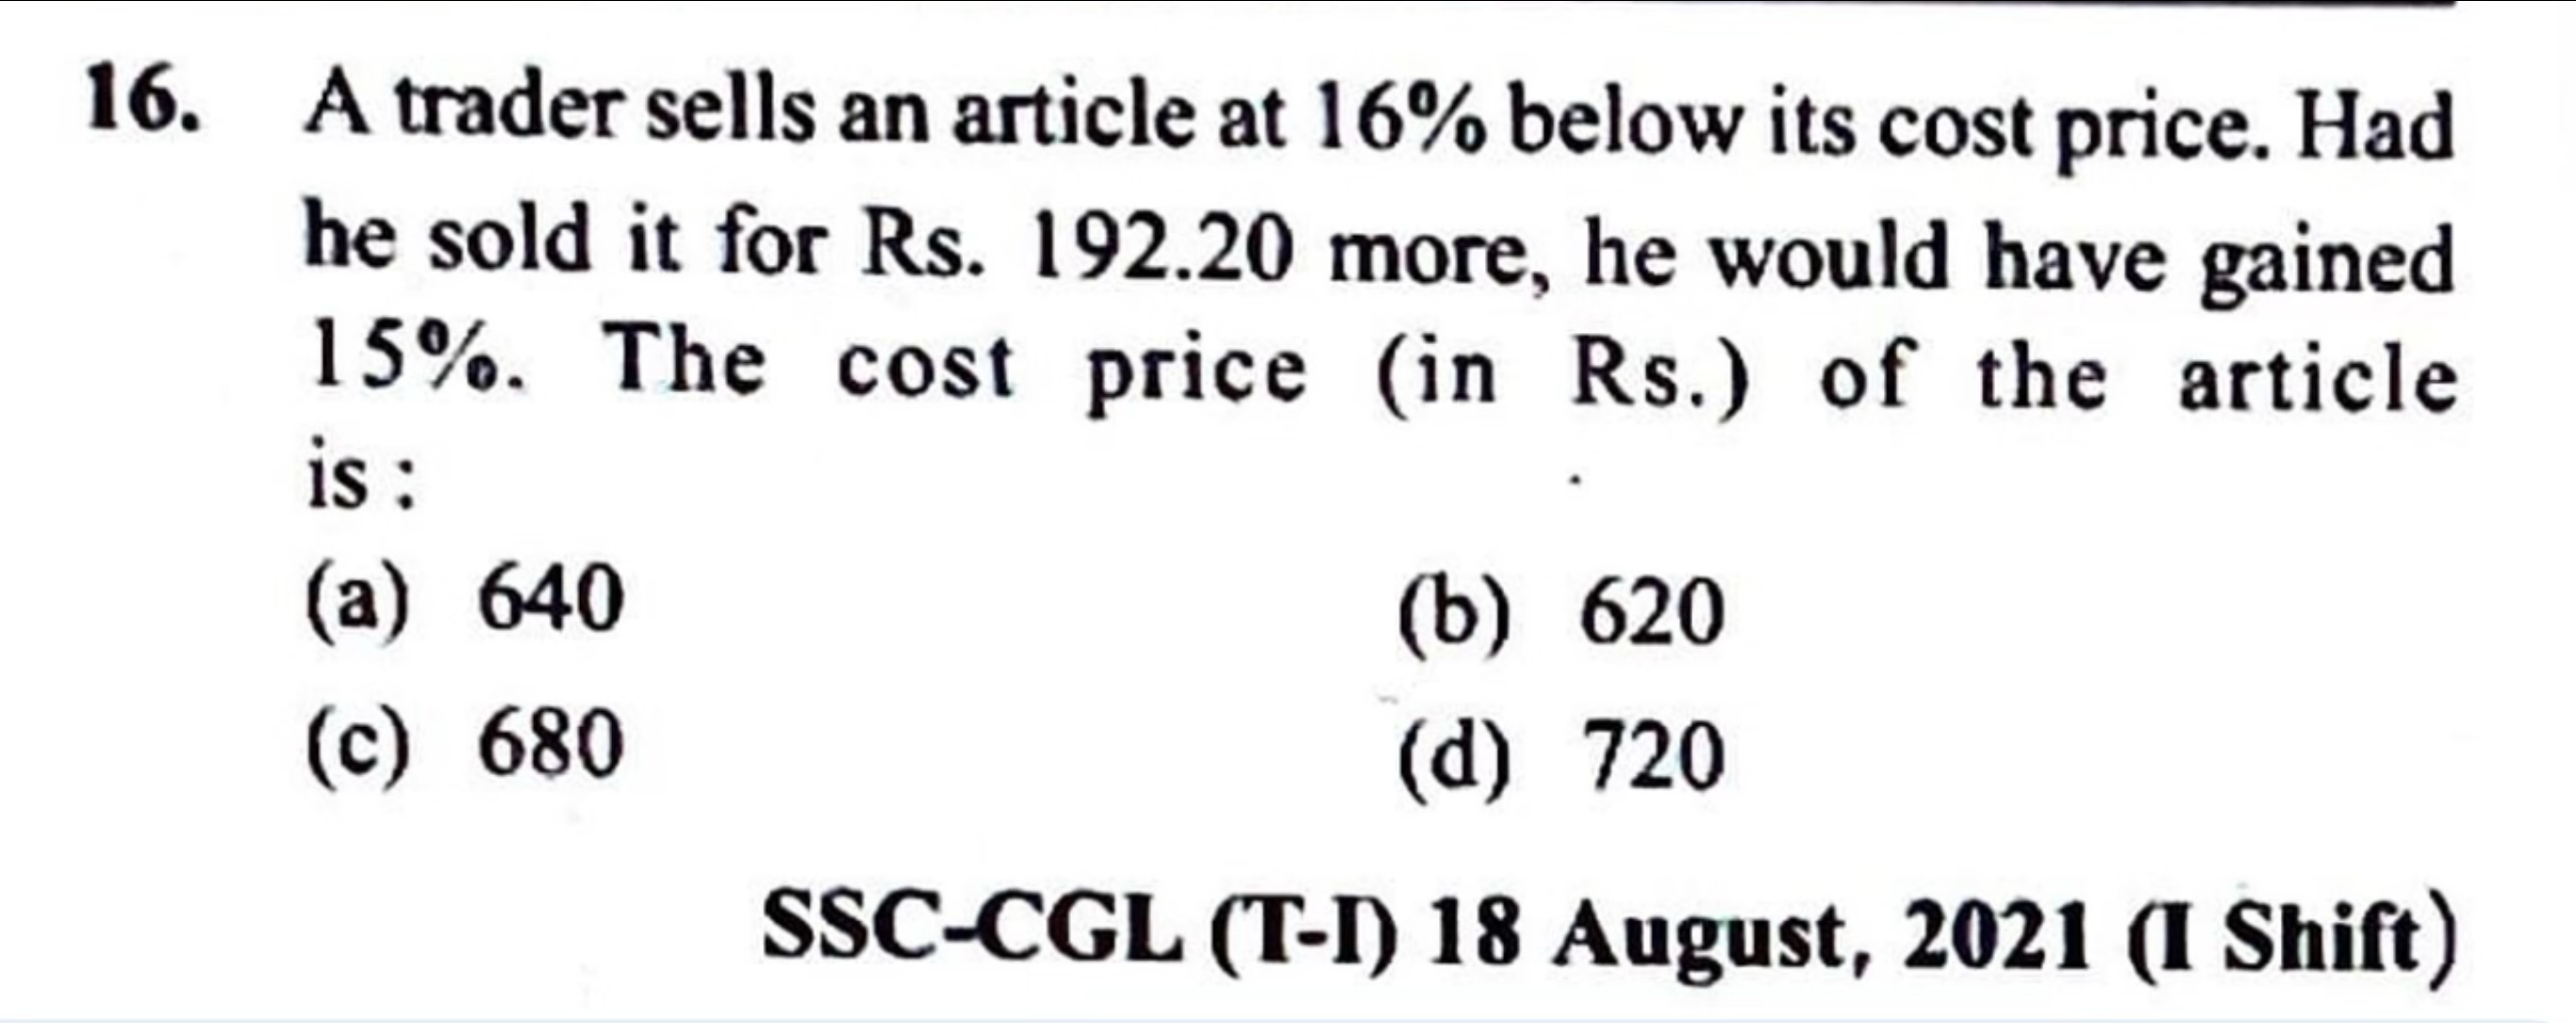 16. A trader sells an article at 16% below its cost price. Had
he sold it for Rs. 192.20 more, he would have gained
15%. The cost price (in Rs.) of the article
is :
(a) 640 (b) 620
(c) 680 (d) 720
SSC-CGL (T-I) 18 August, 2021 (I Shift)